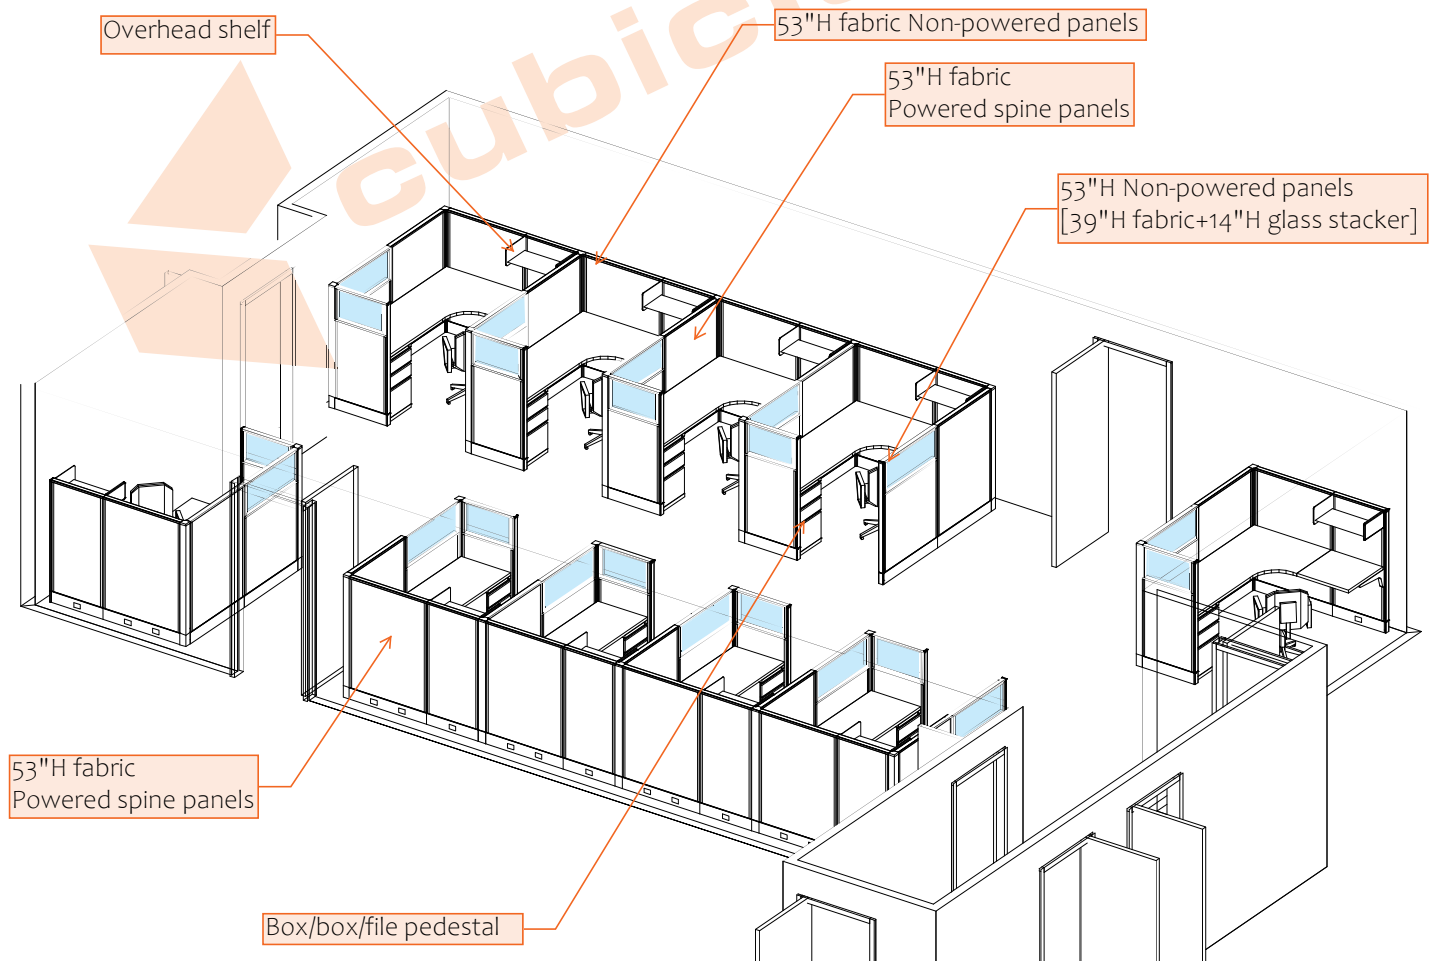 Overhead shelf
53"H fabric Non-powered panels
53"H fabric
Powered spine panels
53"H Non-powered panels
[39"H fabric+14"H glass stacker]
53"H fabric
Powered spine panels
Box/box/file pedestal